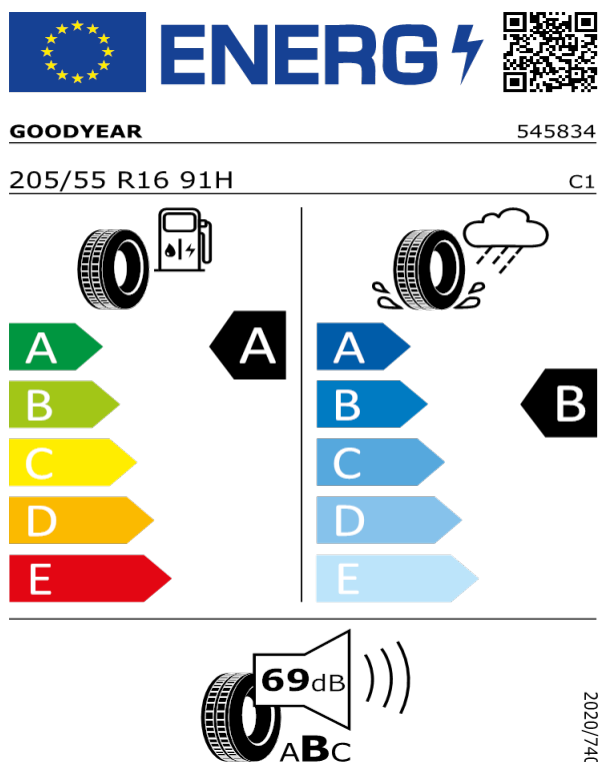 ENERG
GOODYEAR 545834
205/55 R16 91H C1
A A A
B B B
C C
D D
E E
69dB
ABC
2020/740